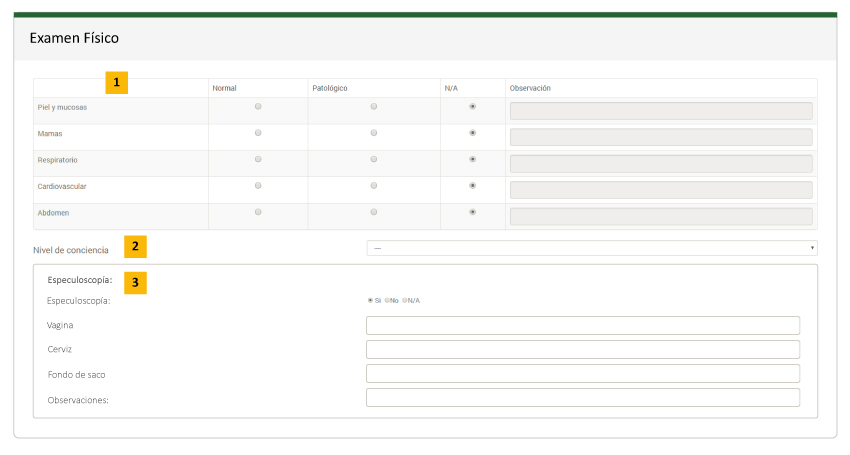 Examen Físico
1
Normal Patológico N/A Observación
Piel y mucosas
Mamas
Respiratorio
Cardiovascular
Abdomen
Nivel de conciencia 2 ---
Especuloscopía: 3
Especuloscopía: Si No N/A
Vagina
Cerviz
Fondo de saco
Observaciones: